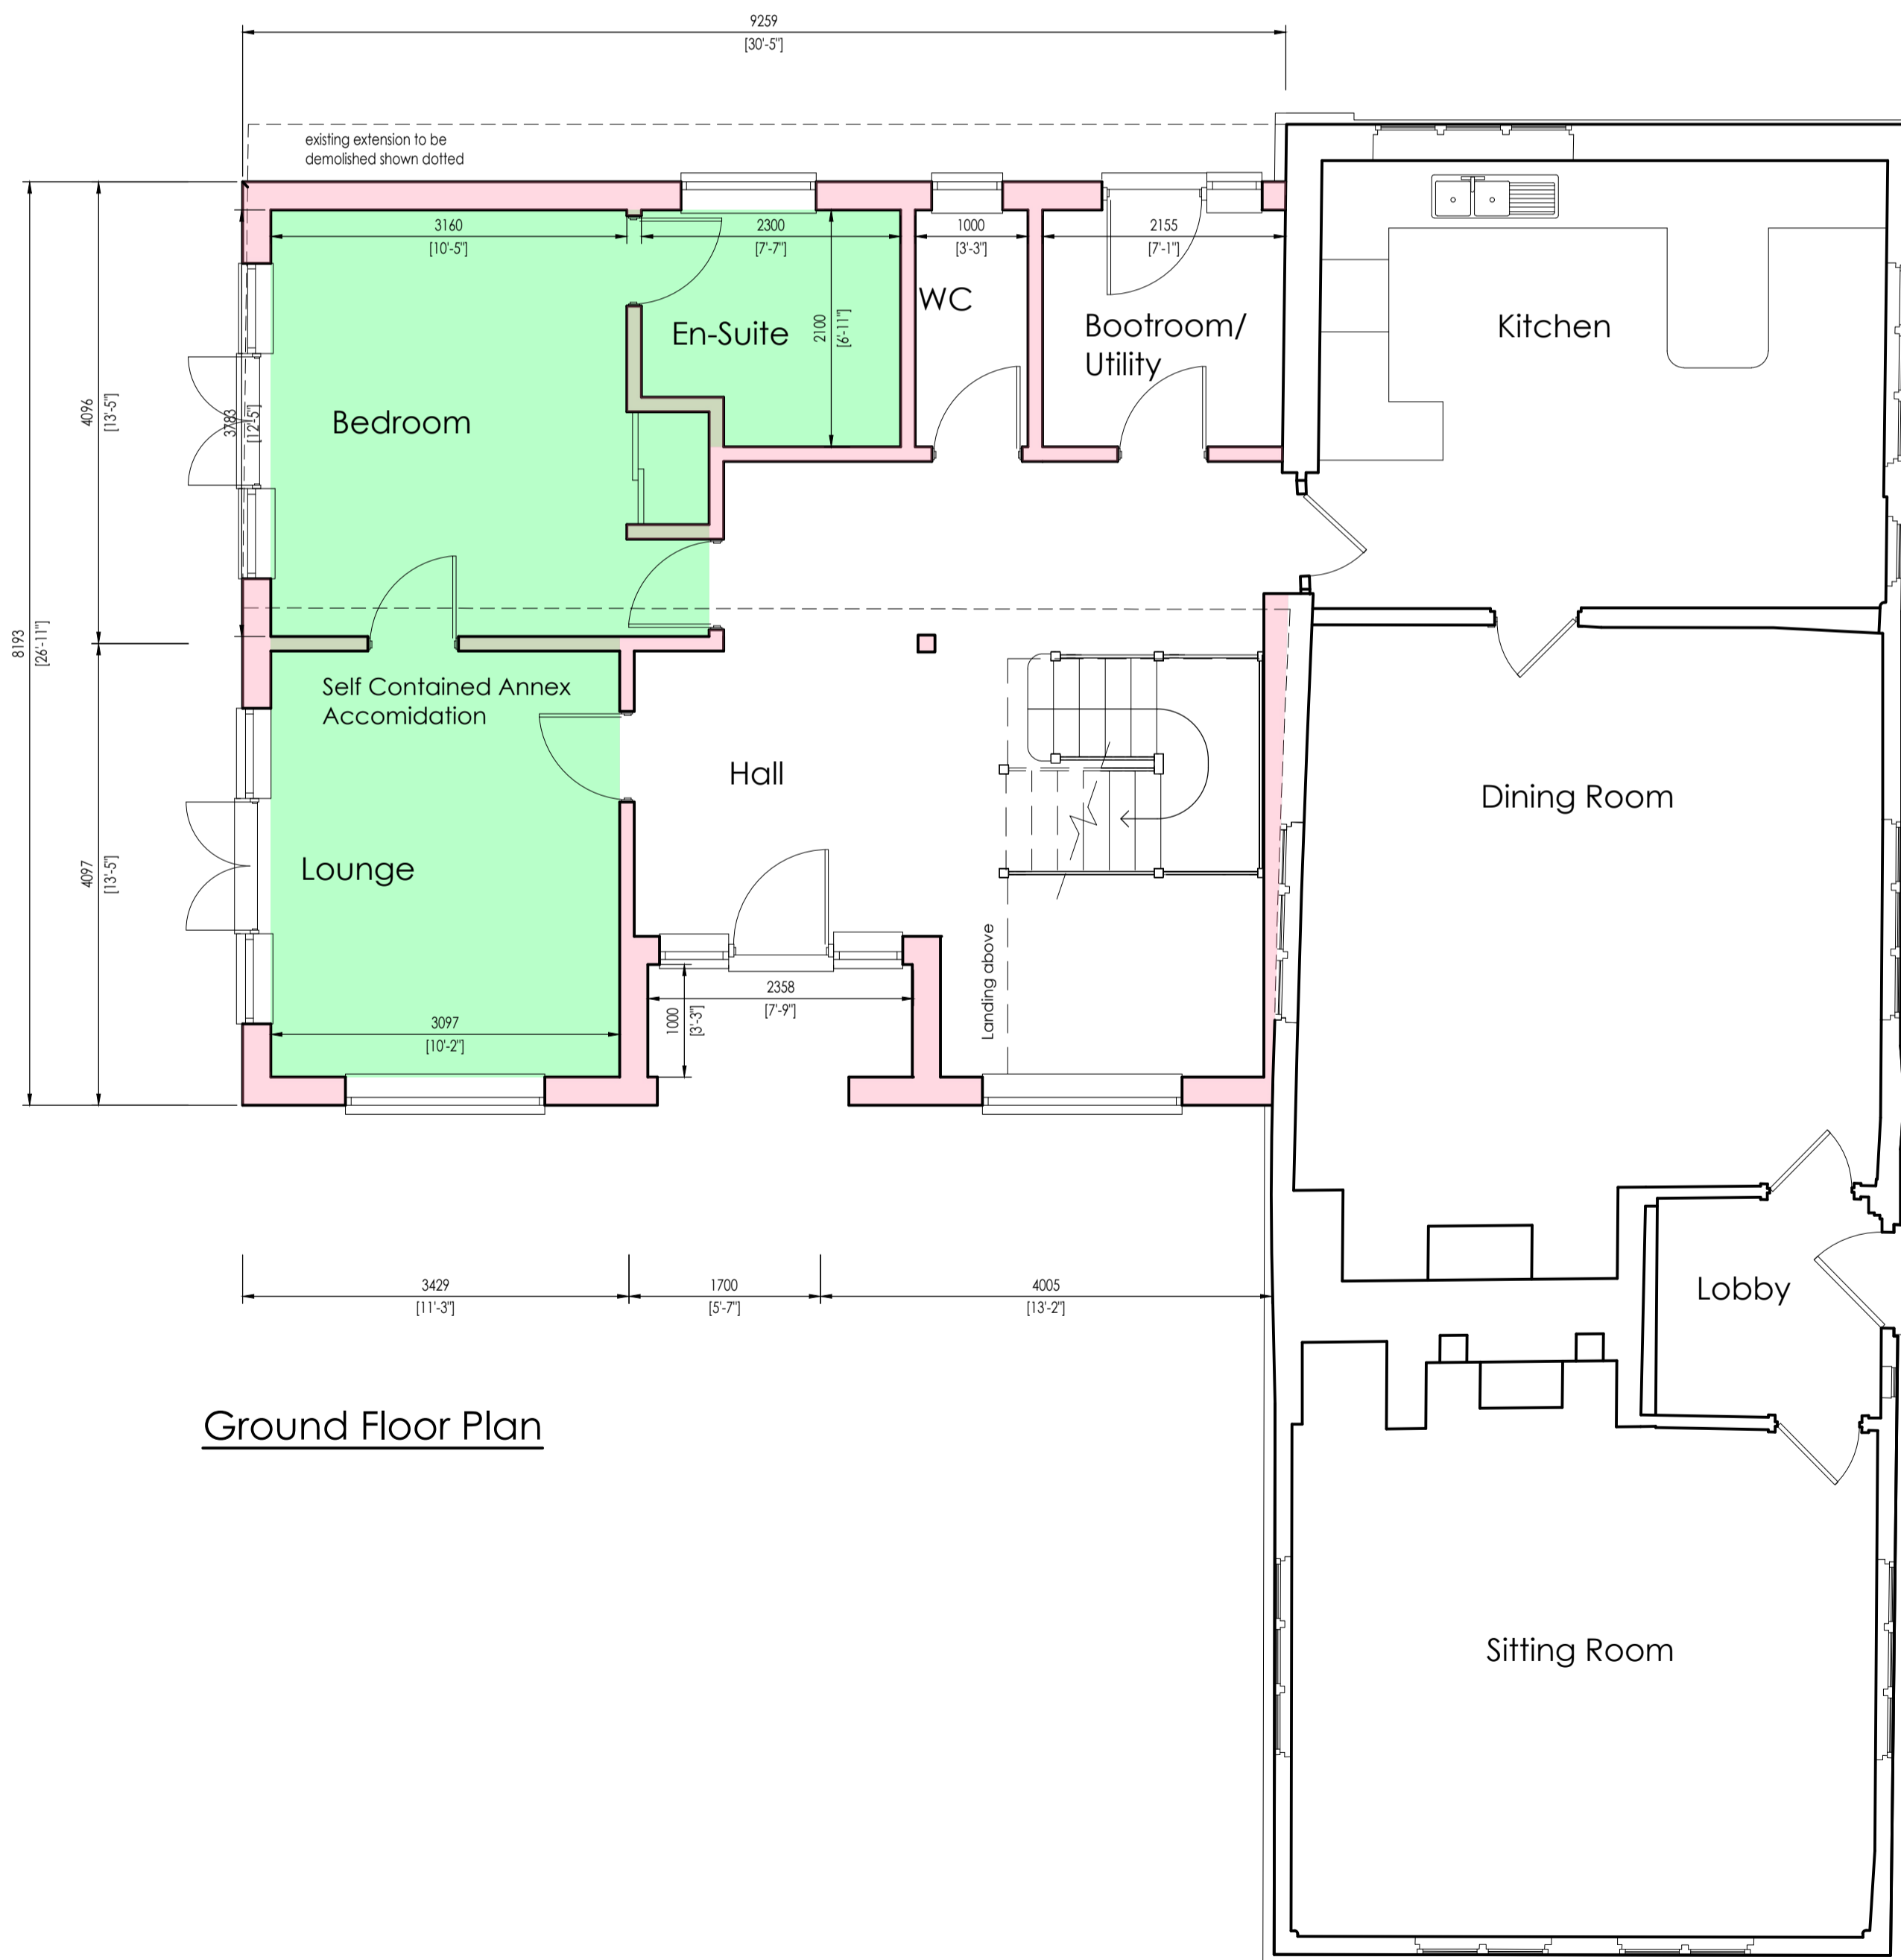 9259
[30'-5"]
existing extension to be
demolished shown dotted
3160
[10'-5"]
2300
[7'-7"]
1000
[3'-3"]
2155
[7'-1"]
WC
En-Suite
2100
[6'-11"]
Bootroom/
Utility
Kitchen
4096
[13'-5"]
3783
[12'-5"]
Bedroom
8193
[26'-11"]
Self Contained Annex
Accomidation
Hall
Dining Room
4097
[13'-5"]
Lounge
Landing above
2358
[7'-9"]
1000
[3'-3"]
3097
[10'-2"]
3429
[11'-3"]
1700
[5'-7"]
4005
[13'-2"]
Lobby
Ground Floor Plan
Sitting Room